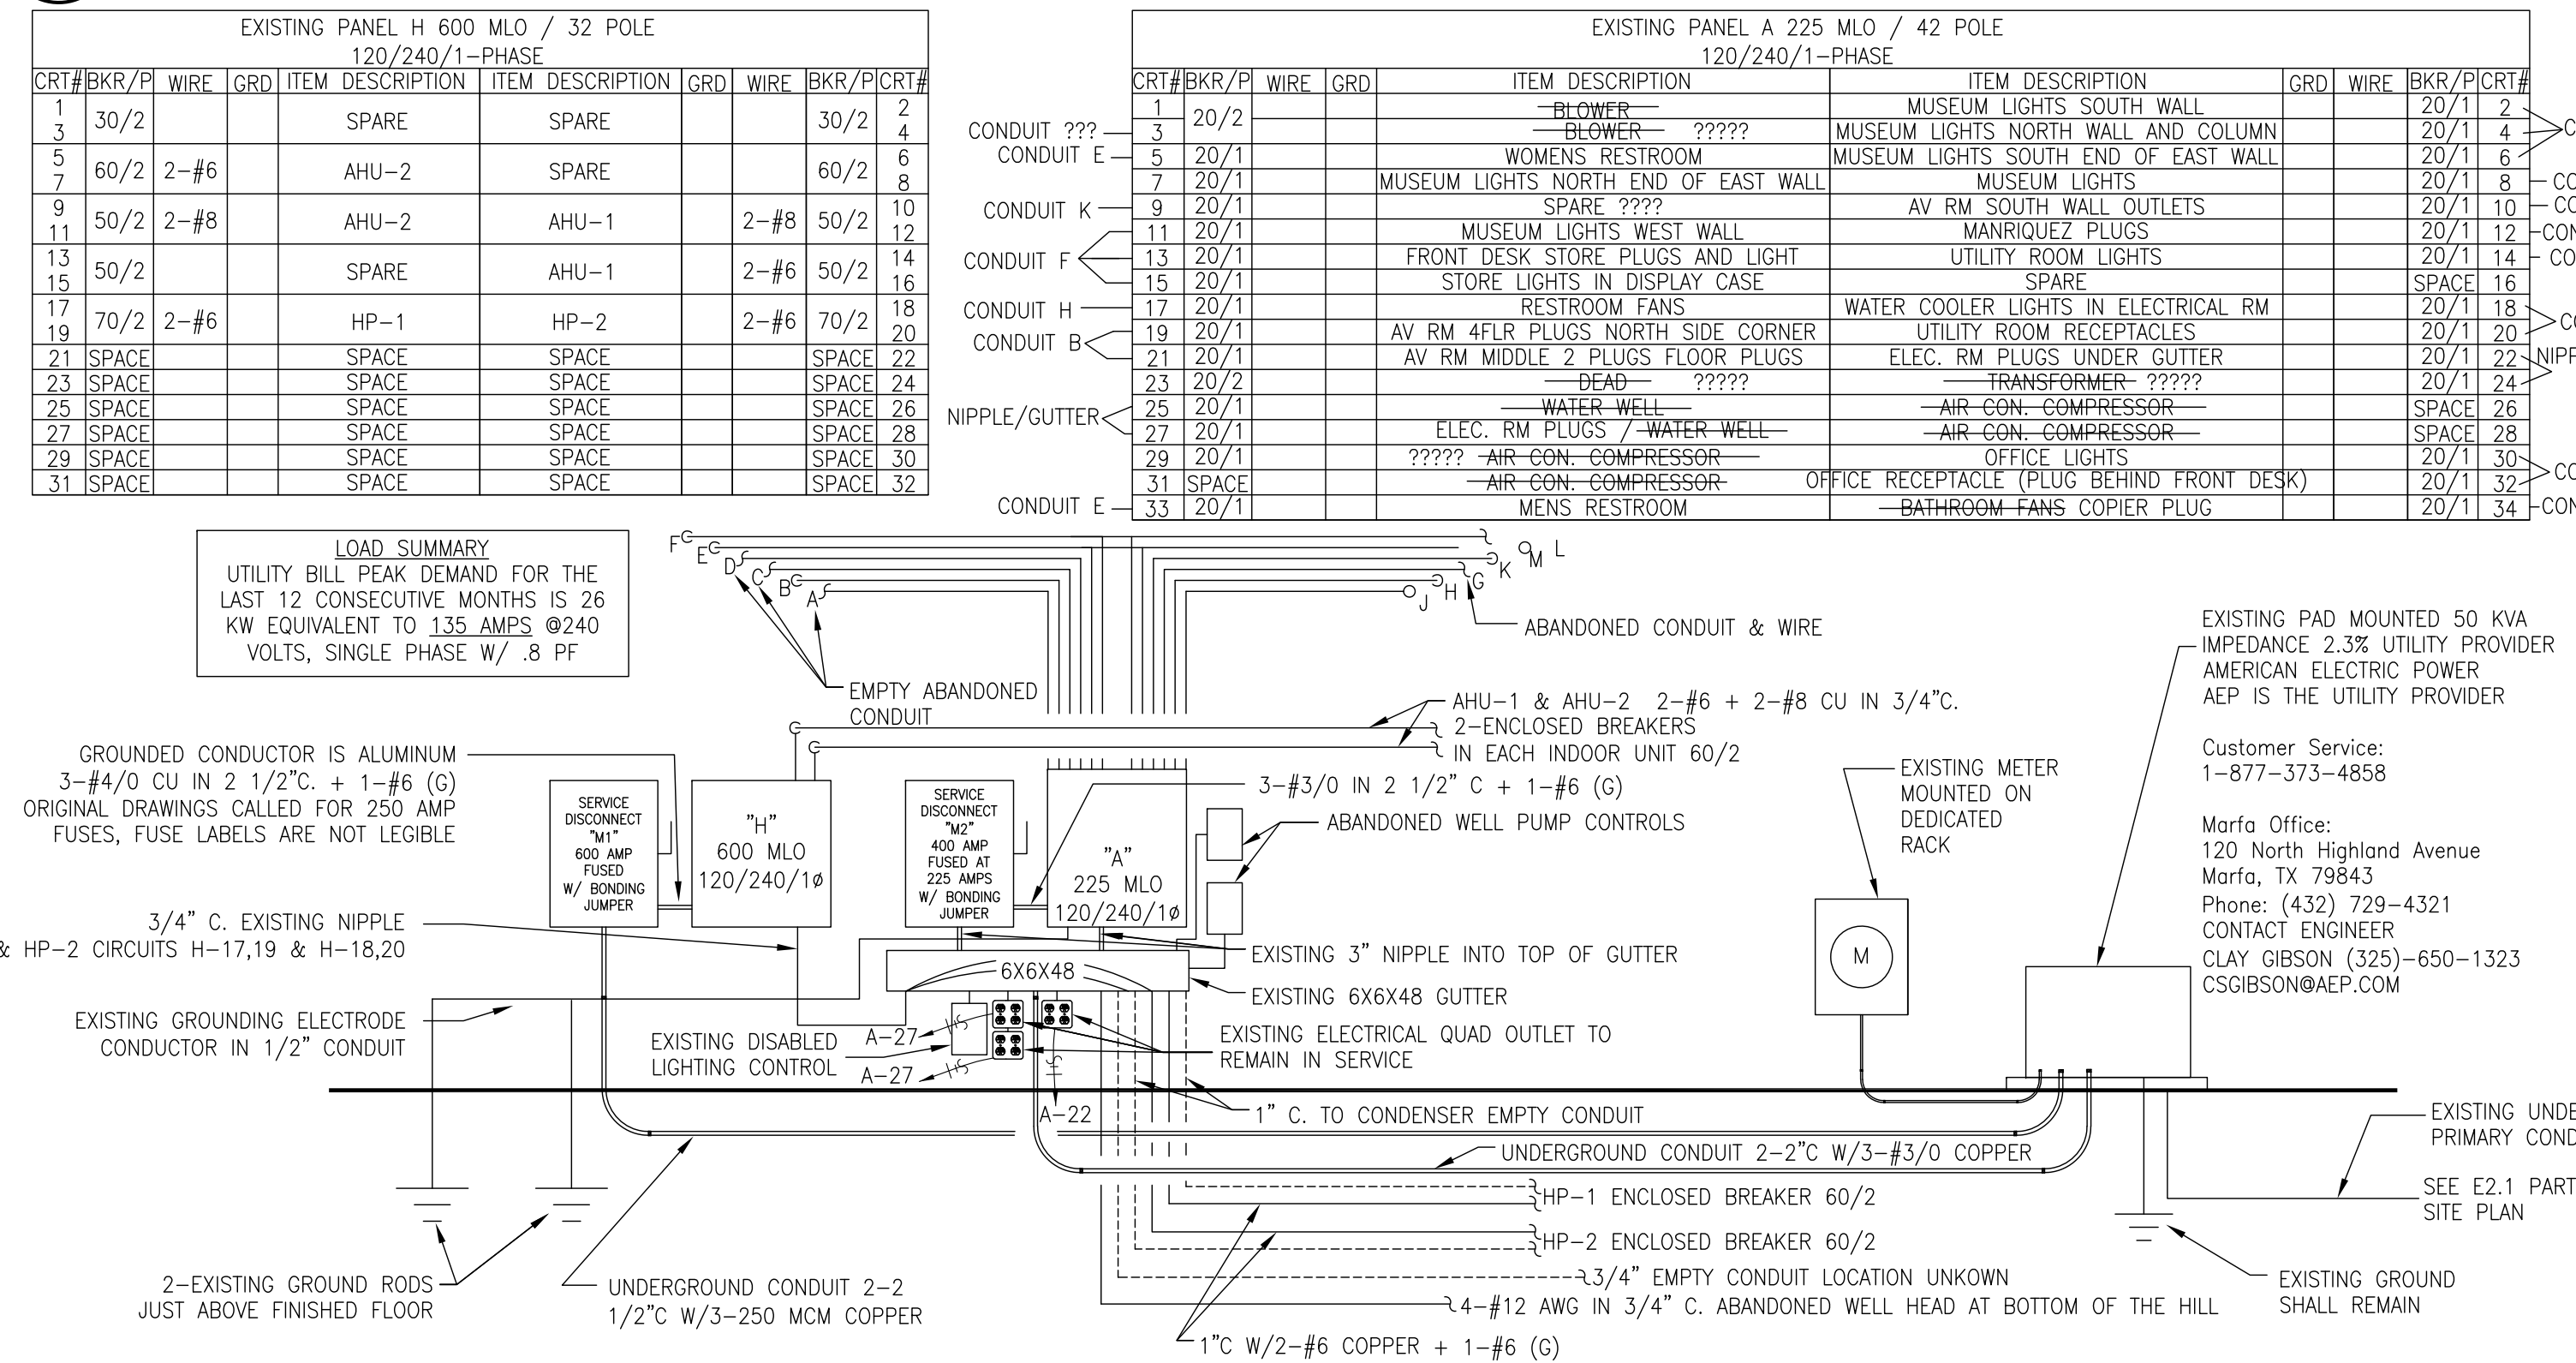 EXISTING PANEL H 600 MLO / 32 POLE
120/240/1-PHASE
CRT# BKR/P WIRE GRD ITEM DESCRIPTION ITEM DESCRIPTION GRD WIRE BKR/P CRT#
1 3 30/2 SPARE SPARE 30/2 2 4
5 7 60/2 2-#6 AHU-2 SPARE 60/2 6 8
9 11 50/2 2-#8 AHU-2 AHU-1 2-#8 50/2 10 12
13 15 50/2 SPARE AHU-1 2-#6 50/2 14 16
17 19 70/2 2-#6 HP-1 HP-2 2-#6 70/2 18 20
21 SPACE SPACE SPACE SPACE 22
23 SPACE SPACE SPACE SPACE 24
25 SPACE SPACE SPACE SPACE 26
27 SPACE SPACE SPACE SPACE 28
29 SPACE SPACE SPACE SPACE 30
31 SPACE SPACE SPACE SPACE 32
EXISTING PANEL A 225 MLO / 42 POLE
120/240/1-PHASE
CRT# BKR/P WIRE GRD ITEM DESCRIPTION ITEM DESCRIPTION GRD WIRE BKR/P CRT#
1 20/2 BLOWER MUSEUM LIGHTS SOUTH WALL 20/1 2
CONDUIT ??? 3 BLOWER ????? MUSEUM LIGHTS NORTH WALL AND COLUMN 20/1 4
CONDUIT E 5 20/1 WOMENS RESTROOM MUSEUM LIGHTS SOUTH END OF EAST WALL 20/1 6
7 20/1 MUSEUM LIGHTS NORTH END OF EAST WALL MUSEUM LIGHTS 20/1 8
CONDUIT K 9 20/1 SPARE ???? AV RM SOUTH WALL OUTLETS 20/1 10
11 20/1 MUSEUM LIGHTS WEST WALL MANRIQUEZ PLUGS 20/1 12
CONDUIT F 13 20/1 FRONT DESK STORE PLUGS AND LIGHT UTILITY ROOM LIGHTS 20/1 14
15 20/1 STORE LIGHTS IN DISPLAY CASE SPARE SPACE 16
CONDUIT H 17 20/1 RESTROOM FANS WATER COOLER LIGHTS IN ELECTRICAL RM 20/1 18
19 20/1 AV RM 4FLR PLUGS NORTH SIDE CORNER UTILITY ROOM RECEPTACLES 20/1 20
CONDUIT B 21 20/1 AV RM MIDDLE 2 PLUGS FLOOR PLUGS ELEC. RM PLUGS UNDER GUTTER 20/1 22
23 20/2 DEAD ????? TRANSFORMER ????? 20/1 24
NIPPLE/GUTTER 25 20/1 WATER WELL AIR CON. COMPRESSOR SPACE 26
27 20/1 ELEC. RM PLUGS / WATER WELL AIR CON. COMPRESSOR SPACE 28
29 20/1 ????? AIR CON. COMPRESSOR OFFICE LIGHTS 20/1 30
31 SPACE AIR CON. COMPRESSOR OFFICE RECEPTACLE (PLUG BEHIND FRONT DESK) 20/1 32
CONDUIT E 33 20/1 MENS RESTROOM BATHROOM FANS COPIER PLUG 20/1 34
LOAD SUMMARY
UTILITY BILL PEAK DEMAND FOR THE
LAST 12 CONSECUTIVE MONTHS IS 26
KW EQUIVALENT TO 135 AMPS @240
VOLTS, SINGLE PHASE W/ .8 PF
F
E
D
C
B
A
M L
K
G
H
J
ABANDONED CONDUIT & WIRE
EMPTY ABANDONED
CONDUIT
AHU-1 & AHU-2 2-#6 + 2-#8 CU IN 3/4"C.
2-ENCLOSED BREAKERS
IN EACH INDOOR UNIT 60/2
EXISTING PAD MOUNTED 50 KVA
IMPEDANCE 2.3% UTILITY PROVIDER
AMERICAN ELECTRIC POWER
AEP IS THE UTILITY PROVIDER
Customer Service:
1-877-373-4858
Marfa Office:
120 North Highland Avenue
Marfa, TX 79843
Phone: (432) 729-4321
CONTACT ENGINEER
CLAY GIBSON (325)-650-1323
CSGIBSON@AEP.COM
GROUNDED CONDUCTOR IS ALUMINUM
3-#4/0 CU IN 2 1/2"C. + 1-#6 (G)
ORIGINAL DRAWINGS CALLED FOR 250 AMP
FUSES, FUSE LABELS ARE NOT LEGIBLE
SERVICE
DISCONNECT
"M1"
600 AMP
FUSED
W/ BONDING
JUMPER
"H"
600 MLO
120/240/1ø
SERVICE
DISCONNECT
"M2"
400 AMP
FUSED AT
225 AMPS
W/ BONDING
JUMPER
"A"
225 MLO
120/240/1ø
3-#3/0 IN 2 1/2" C + 1-#6 (G)
ABANDONED WELL PUMP CONTROLS
EXISTING METER
MOUNTED ON
DEDICATED
RACK
M
3/4" C. EXISTING NIPPLE
& HP-2 CIRCUITS H-17,19 & H-18,20
EXISTING 3" NIPPLE INTO TOP OF GUTTER
6X6X48
EXISTING 6X6X48 GUTTER
EXISTING GROUNDING ELECTRODE
CONDUCTOR IN 1/2" CONDUIT
EXISTING DISABLED
LIGHTING CONTROL
A-27
A-27
A-22
EXISTING ELECTRICAL QUAD OUTLET TO
REMAIN IN SERVICE
1" C. TO CONDENSER EMPTY CONDUIT
UNDERGROUND CONDUIT 2-2"C W/3-#3/0 COPPER
HP-1 ENCLOSED BREAKER 60/2
HP-2 ENCLOSED BREAKER 60/2
3/4" EMPTY CONDUIT LOCATION UNKOWN
4-#12 AWG IN 3/4" C. ABANDONED WELL HEAD AT BOTTOM OF THE HILL
1"C W/2-#6 COPPER + 1-#6 (G)
2-EXISTING GROUND RODS
JUST ABOVE FINISHED FLOOR
UNDERGROUND CONDUIT 2-2
1/2"C W/3-250 MCM COPPER
PRIMARY
SEE E2.1
SITE PLAN
EXISTING
EXISTING GROUND
SHALL REMAIN